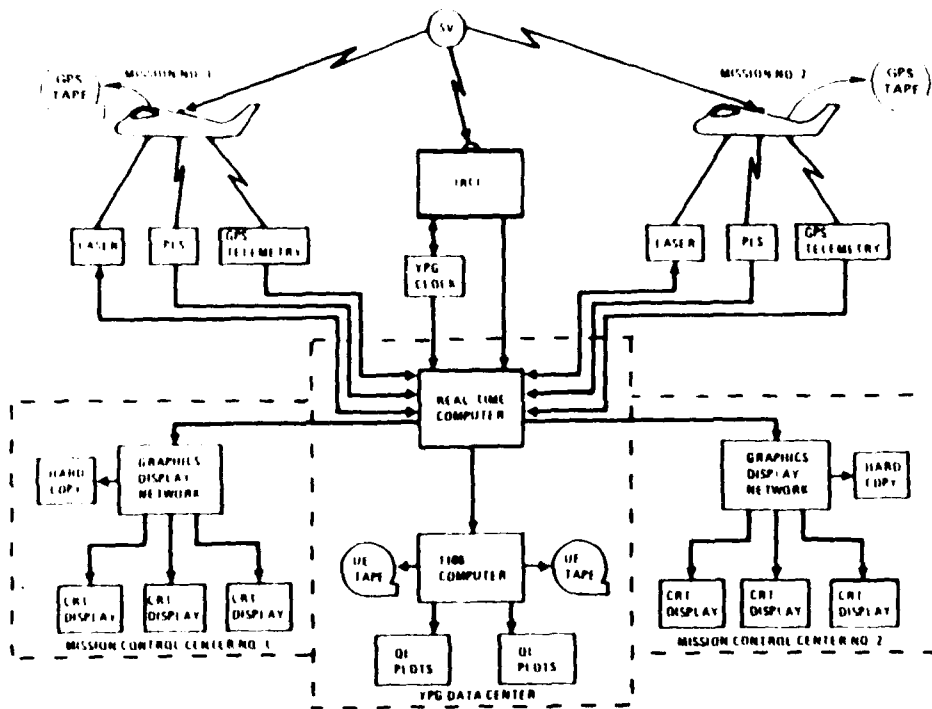 SV
GPS
TAPE
MISSION NO. 1
MISSION NO. 2
GPS
TAPE
LASER
PLS
GPS
TELEMETRY
YPG
CLOCK
LASER
PLS
GPS
TELEMETRY
REAL-TIME
COMPUTER
HARD
COPY
GRAPHICS
DISPLAY
NETWORK
GRAPHICS
DISPLAY
NETWORK
HARD
COPY
CRT
DISPLAY
CRT
DISPLAY
CRT
DISPLAY
MISSION CONTROL CENTER NO. 1
UE
TAPE
COMPUTER
UE
TAPE
CRT
DISPLAY
CRT
DISPLAY
CRT
DISPLAY
MISSION CONTROL CENTER NO. 2
PLOTS
PLOTS
YPG DATA CENTER